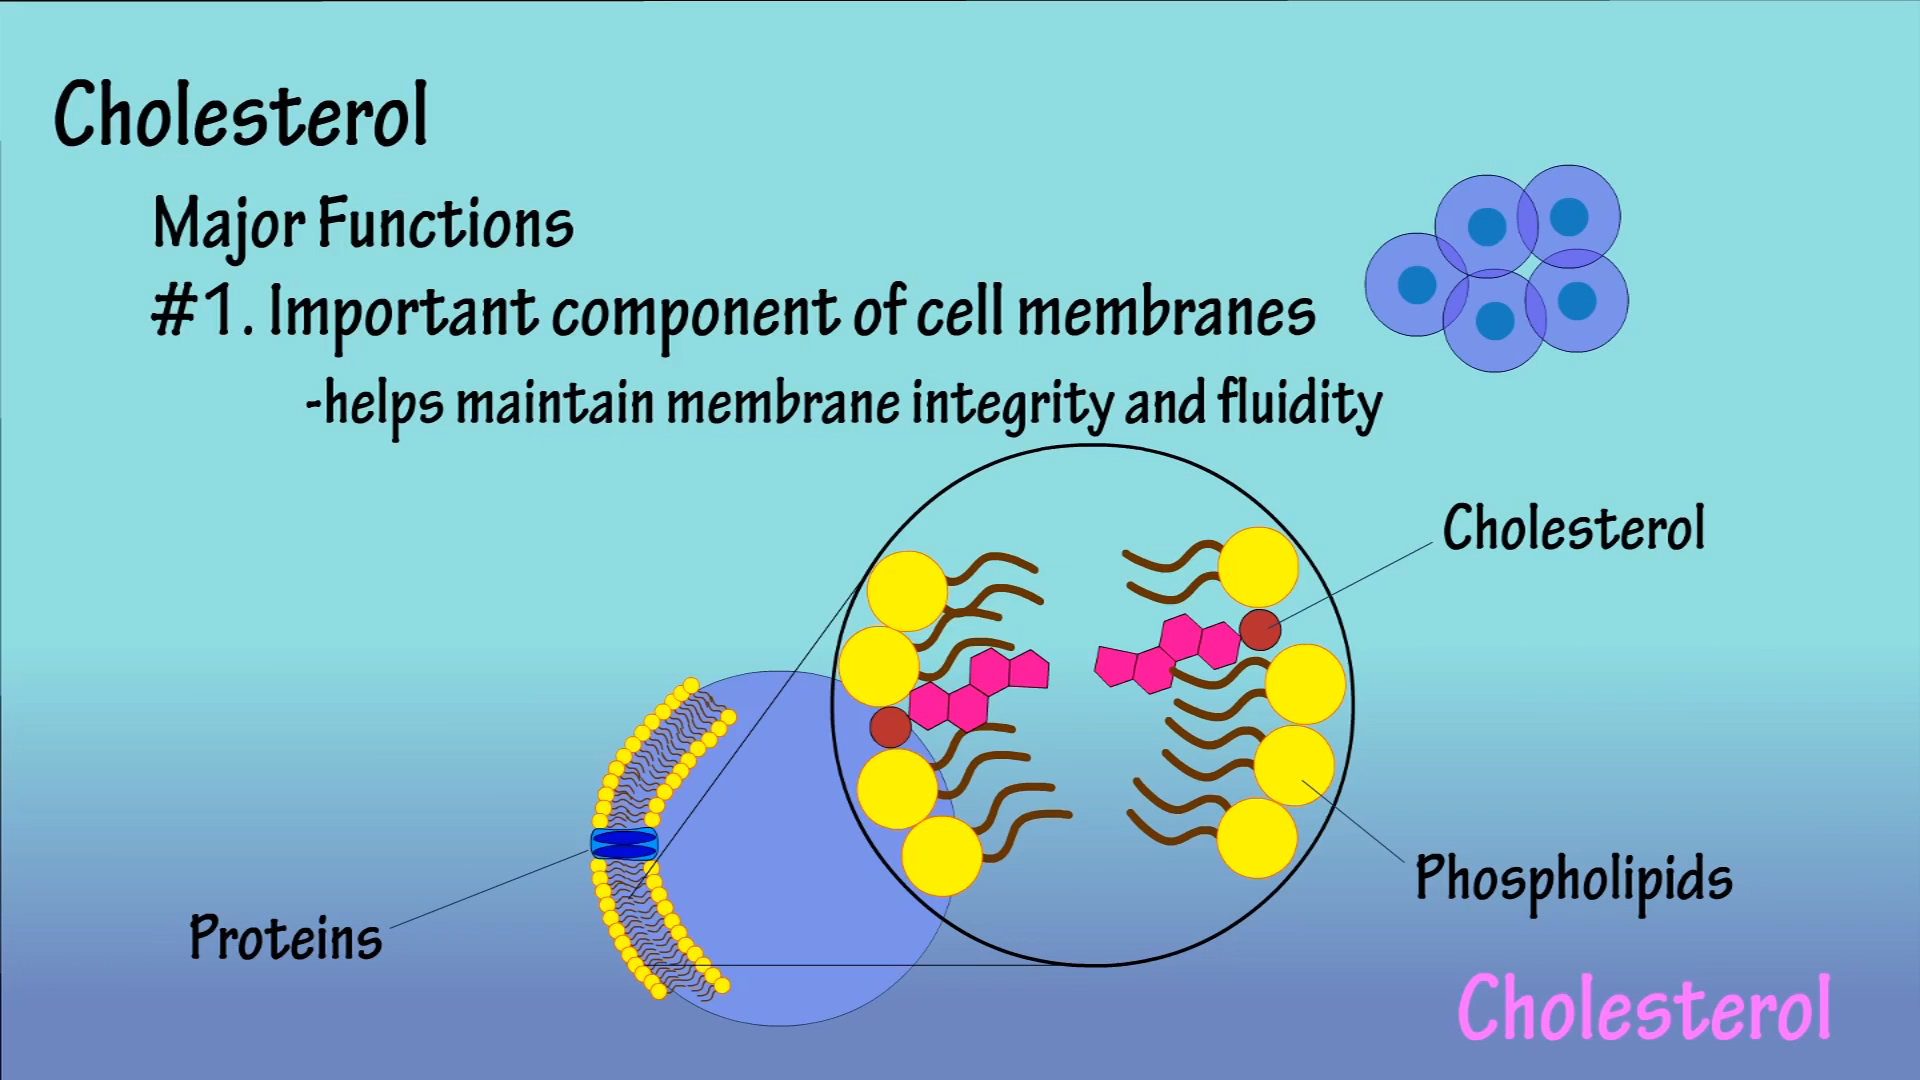 Cholesterol
Major Functions
#1. Important component of cell membranes
-helps maintain membrane integrity and fluidity
Cholesterol
Phospholipids
Proteins
Cholesterol